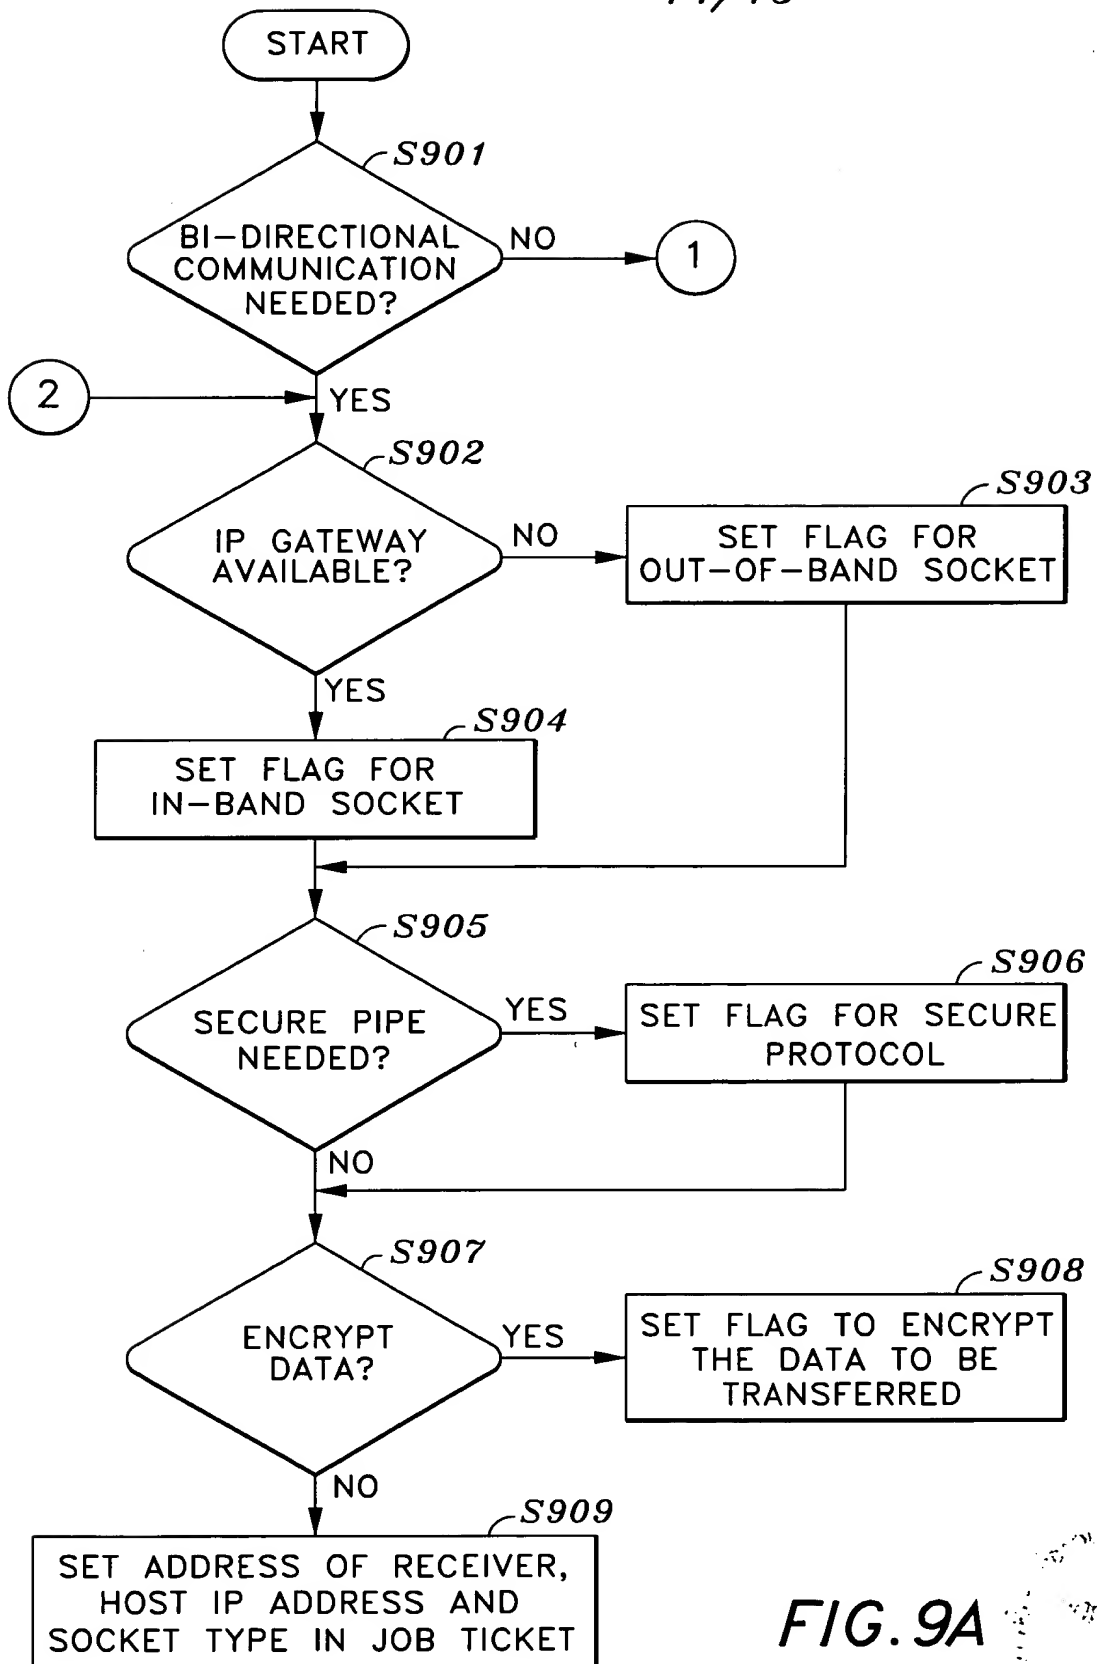 START
S901
BI-DIRECTIONAL
COMMUNICATION
NEEDED?
NO
1
2
YES
S902
IP GATEWAY
AVAILABLE?
NO
S903
SET FLAG FOR
OUT-OF-BAND SOCKET
YES
S904
SET FLAG FOR
IN-BAND SOCKET
S905
SECURE PIPE
NEEDED?
YES
S906
SET FLAG FOR SECURE
PROTOCOL
NO
S907
ENCRYPT
DATA?
YES
S908
SET FLAG TO ENCRYPT
THE DATA TO BE
TRANSFERRED
NO
S909
SET ADDRESS OF RECEIVER,
HOST IP ADDRESS AND
SOCKET TYPE IN JOB TICKET
FIG. 9A